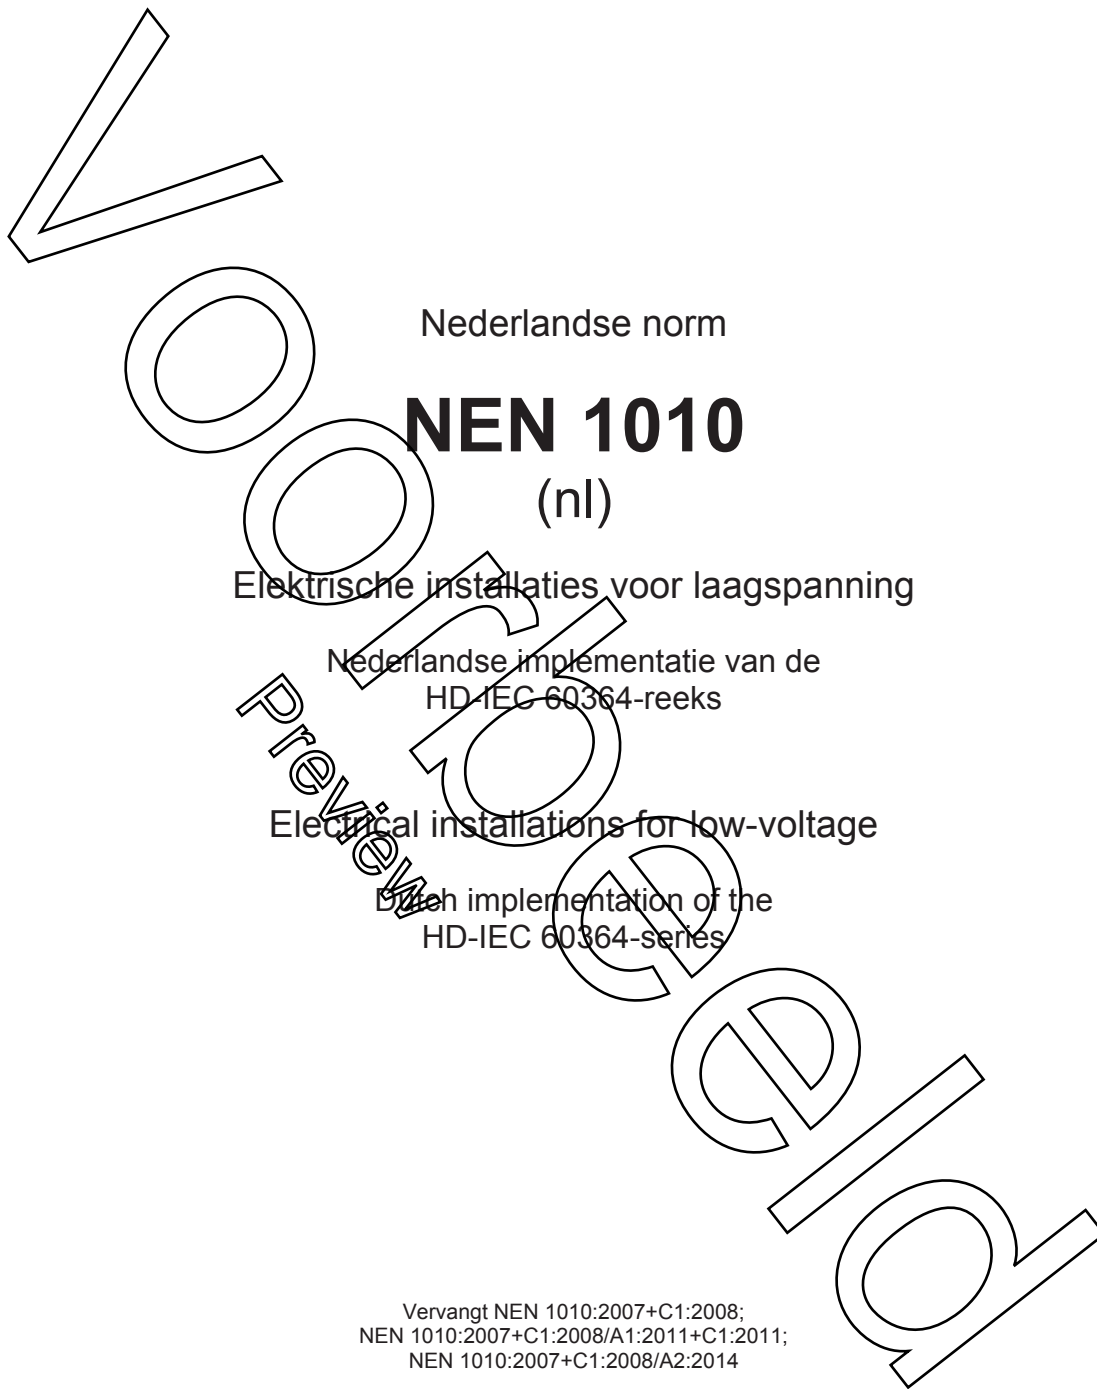 Nederlandse norm
NEN 1010
(nl)
Elektrische installaties voor laagspanning
Nederlandse implementatie van de
HD-IEC 60364-reeks
Electrical installations for low-voltage
Dutch implementation of the
HD-IEC 60364-series
Voorbeeld
Preview
Vervangt NEN 1010:2007+C1:2008;
NEN 1010:2007+C1:2008/A1:2011+C1:2011;
NEN 1010:2007+C1:2008/A2:2014